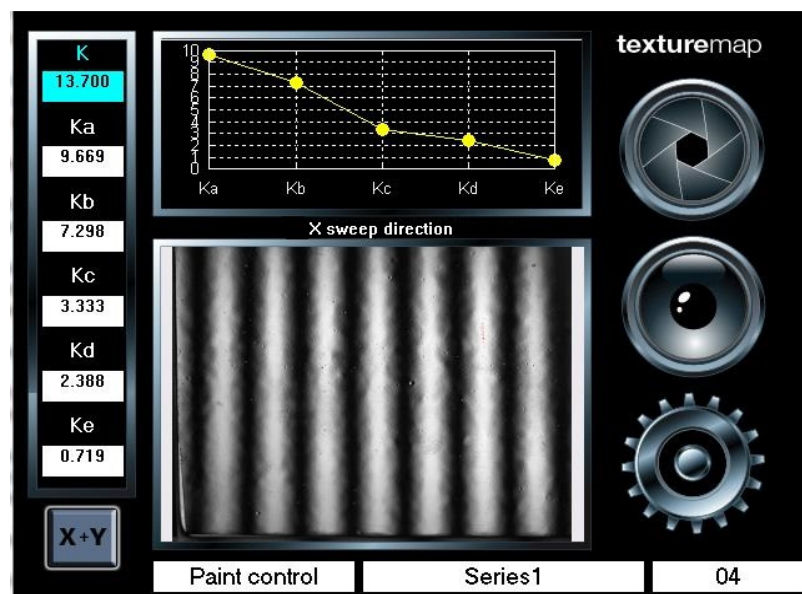 K
13.700
Ka
9.669
Kb
7.298
Kc
3.333
Kd
2.388
Ke
0.719
X+Y
10
9
8
7
6
5
4
3
2
1
0
Ka Kb Kc Kd Ke
X sweep direction
texturemap
Paint control Series1 04